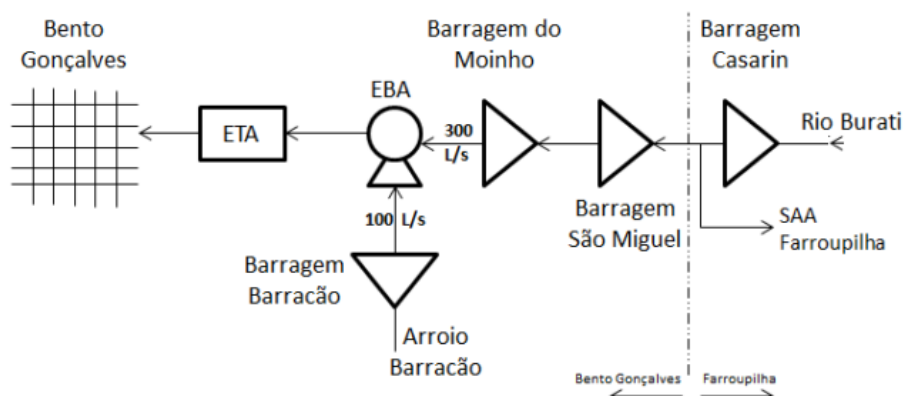 Bento
Gonçalves
ETA
EBA
Barragem do
Moinho
300
L/s
100 L/s
Barragem
Barracão
Arroio
Barracão
Barragem
São Miguel
Barragem
Casarin
Rio Burati
SAA
Farroupilha
Bento Gonçalves
Farroupilha